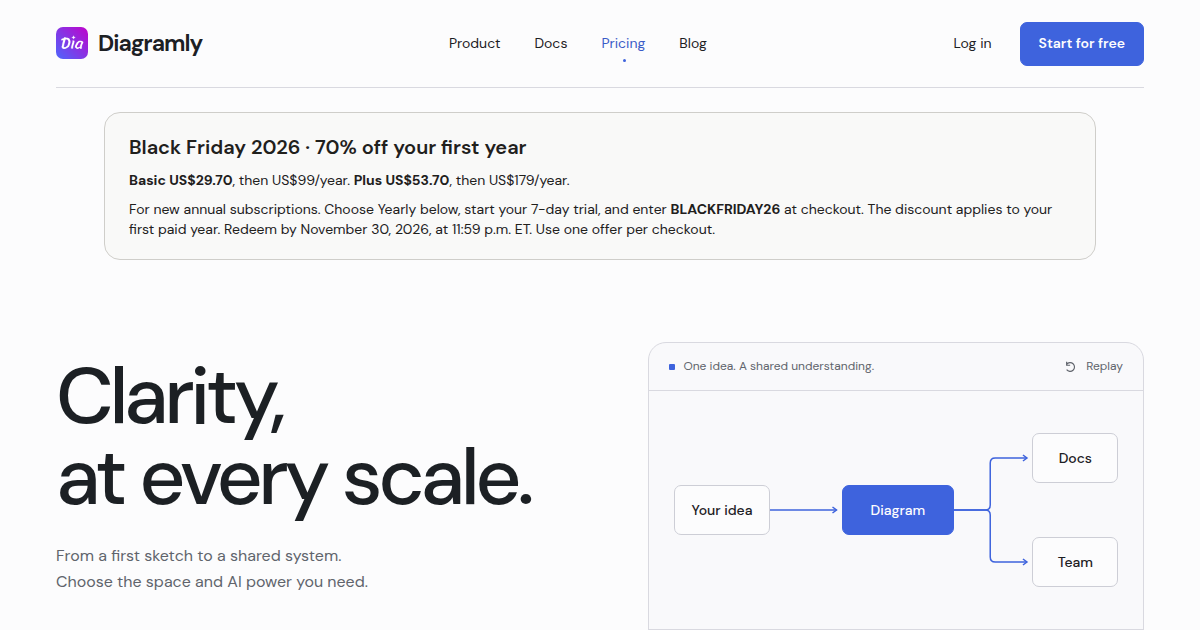 Dia Diagramly Product Docs Pricing Blog Log in Start for free
Black Friday 2026 · 70% off your first year
Basic US$29.70, then US$99/year. Plus US$53.70, then US$179/year.
For new annual subscriptions. Choose Yearly below, start your 7-day trial, and enter BLACKFRIDAY26 at checkout. The discount applies to your
first paid year. Redeem by November 30, 2026, at 11:59 p.m. ET. Use one offer per checkout.
Clarity,
at every scale.
From a first sketch to a shared system.
Choose the space and AI power you need.
One idea. A shared understanding. Replay
Your idea
Diagram
Docs
Team